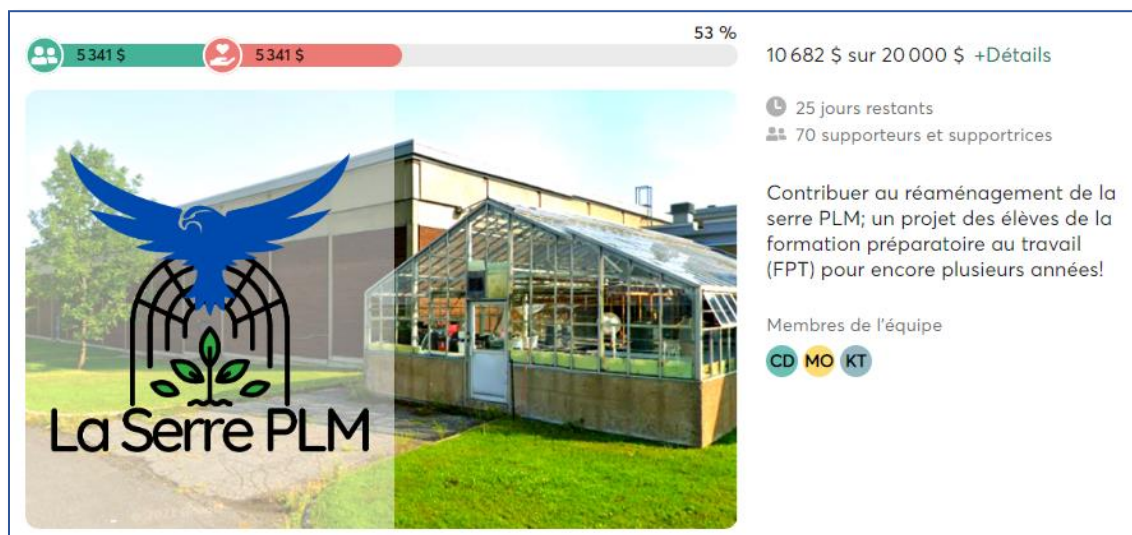 53 %
5 341 $
5 341 $
10 682 $ sur 20 000 $ +Détails
25 jours restants
70 supporteurs et supportrices
Contribuer au réaménagement de la
serre PLM; un projet des élèves de la
formation préparatoire au travail
(FPT) pour encore plusieurs années!
Membres de l'équipe
CD MO KT
La Serre PLM